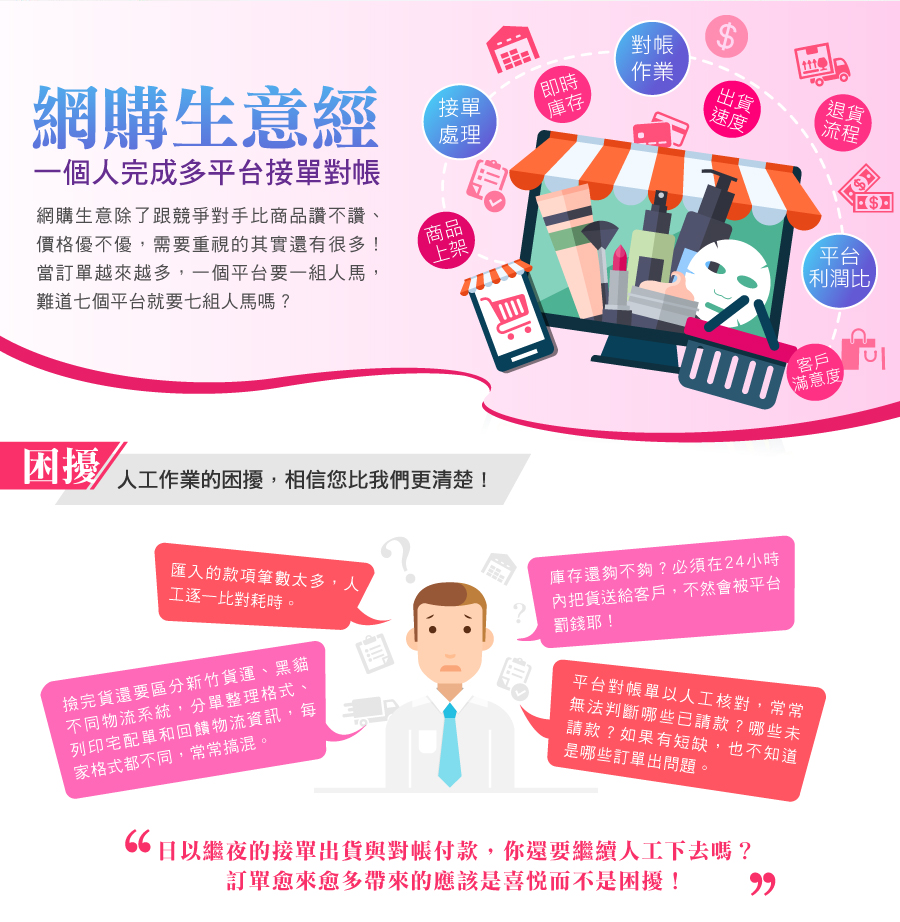 網購生意經
一個人完成多平台接單對帳
網購生意除了跟競爭對手比商品讚不讚、
價格優不優，需要重視的其實還有很多！
當訂單越來越多，一個平台要一組人馬，
難道七個平台就要七組人馬嗎？
商品
上架
接單
處理
即時
庫存
對帳
作業
出貨
速度
退貨
流程
平台
利潤比
客戶
滿意度
困擾
人工作業的困擾，相信您比我們更清楚！
匯入的款項筆數太多，人
工逐一比對耗時。
庫存還夠不夠？必須在24小時
內把貨送給客戶，不然會被平台
罰錢耶！
撿完貨還要區分新竹貨運、黑貓
不同物流系統，分單整理格式、
列印宅配單和回饋物流資訊，每
家格式都不同，常常搞混。
平台對帳單以人工核對，常常
無法判斷哪些已請款？哪些未
請款？如果有短缺，也不知道
是哪些訂單出問題。
“日以繼夜的接單出貨與對帳付款，你還要繼續人工下去嗎？
訂單愈來愈多帶來的應該是喜悅而不是困擾！”